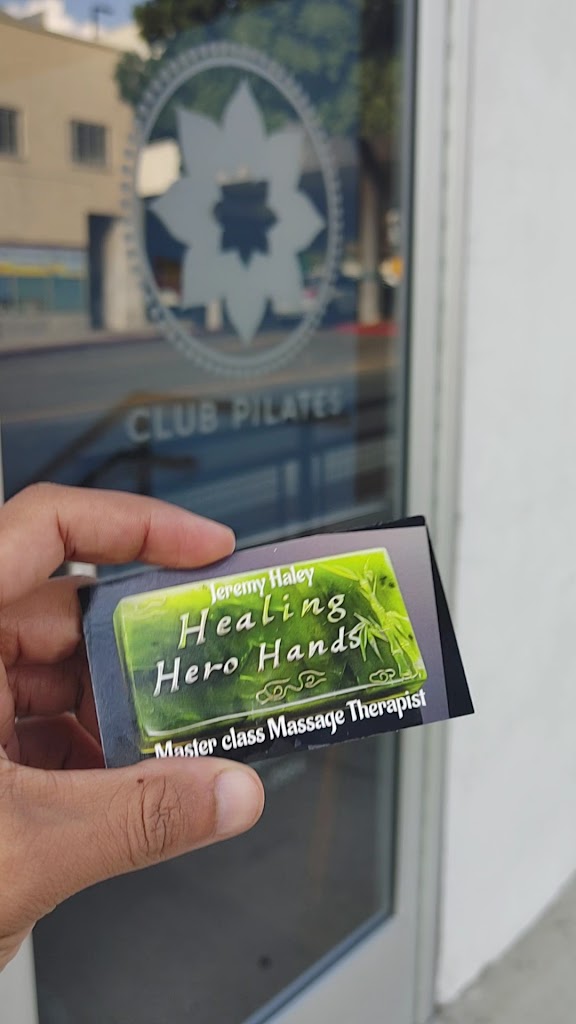 CLUB PILATES
Jeremy Haley
Healing
Hero Hands
Master class Massage Therapist